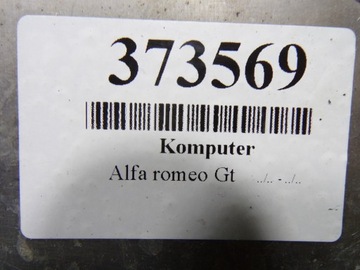 373569
Komputer
Alfa romeo Gt ../.. - ../..